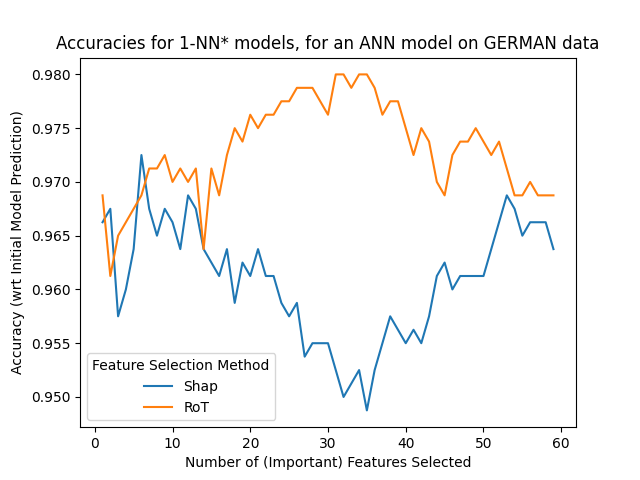 Accuracies for 1-NN* models, for an ANN model on GERMAN data
Accuracy (wrt Initial Model Prediction)
0.980
0.975
0.970
0.965
0.960
0.955
0.950
Feature Selection Method
Shap
RoT
0 10 20 30 40 50 60
Number of (Important) Features Selected